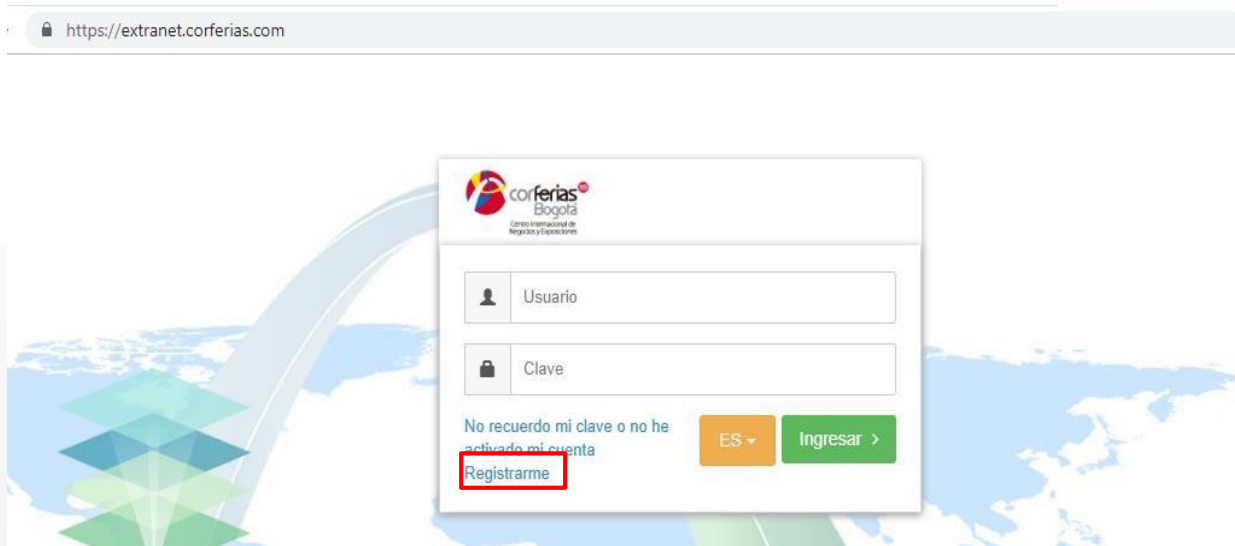 https://extranet.corferias.com
corferias
Bogotá
Centro Internacional de
Negocios y Exposiciones
Usuario
Clave
No recuerdo mi clave o no he
activado mi cuenta
Registrarme
ES
Ingresar >